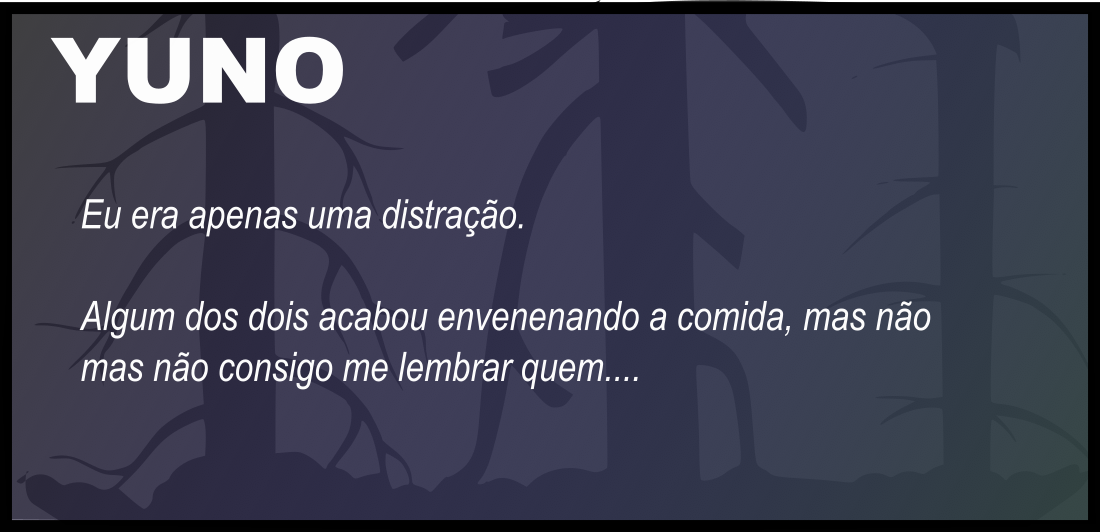 YUNO
Eu era apenas uma distração.
Algum dos dois acabou envenenando a comida, mas não
mas não consigo me lembrar quem....